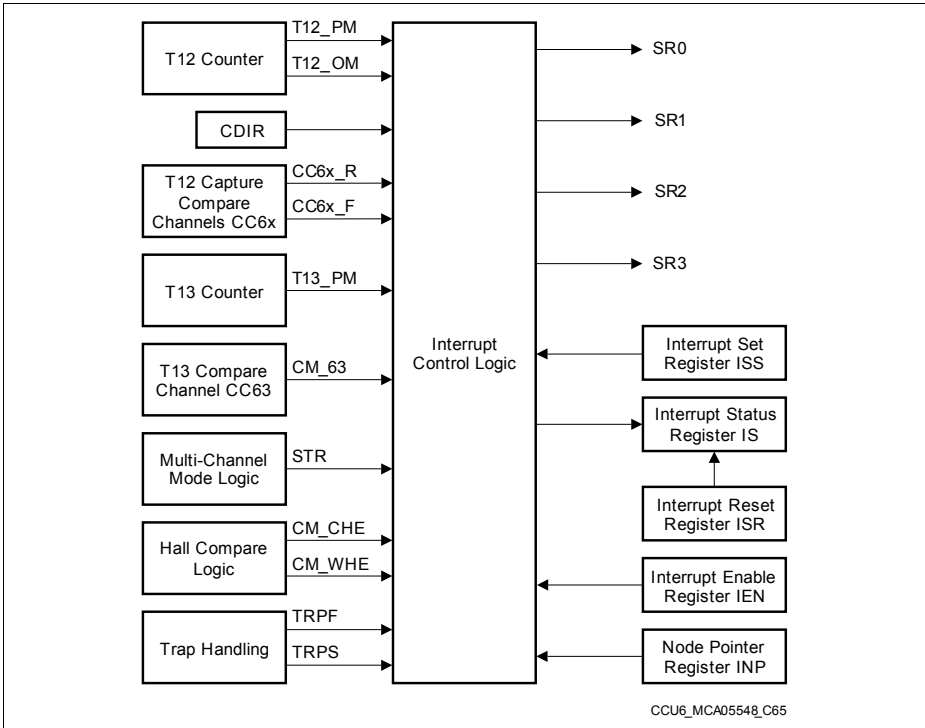 T12 Counter
T12_PM
T12_OM
CDIR
T12 Capture
Compare
Channels CC6x
CC6x_R
CC6x_F
T13 Counter
T13_PM
T13 Compare
Channel CC63
CM_63
Multi-Channel
Mode Logic
STR
Hall Compare
Logic
CM_CHE
CM_WHE
Trap Handling
TRPF
TRPS
Interrupt
Control Logic
SR0
SR1
SR2
SR3
Interrupt Set
Register ISS
Interrupt Status
Register IS
Interrupt Reset
Register ISR
Interrupt Enable
Register IEN
Node Pointer
Register INP
CCU6_MCA05548_C65